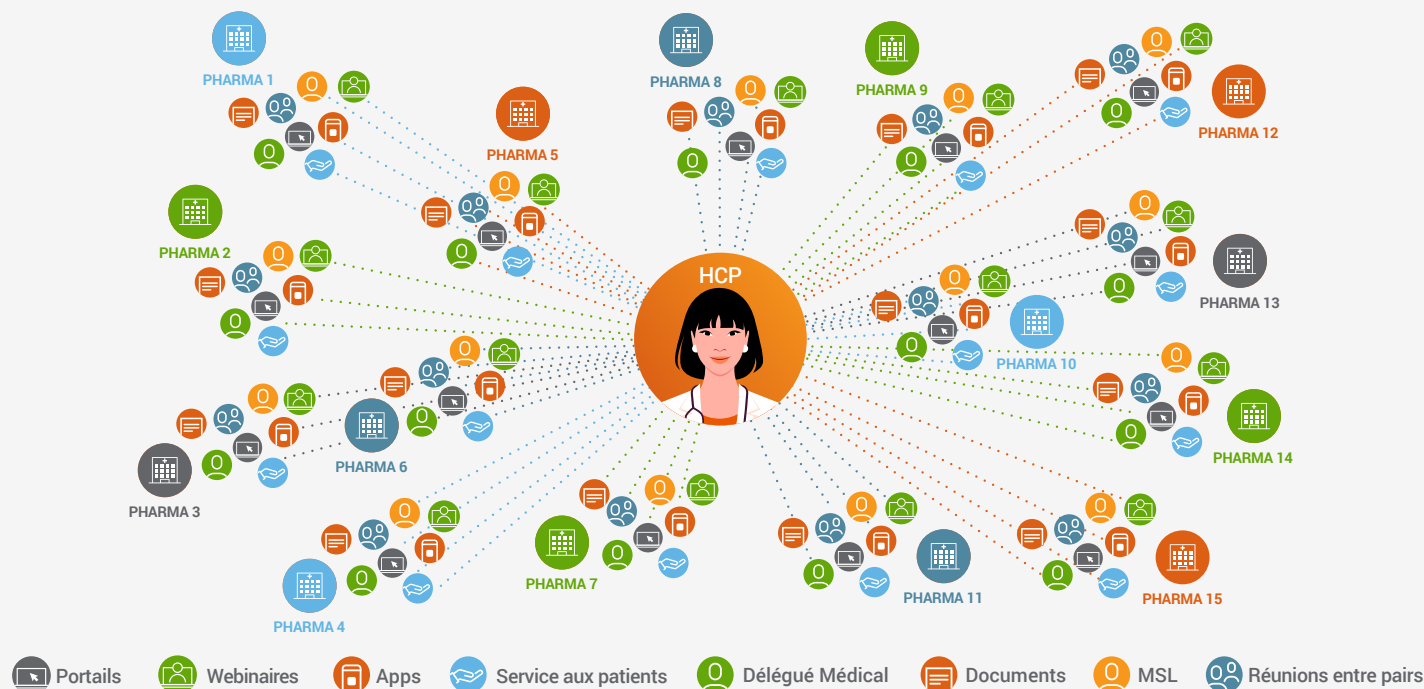 PHARMA 1
PHARMA 8
PHARMA 9
PHARMA 12
PHARMA 5
PHARMA 2
HCP
PHARMA 13
PHARMA 10
PHARMA 6
PHARMA 14
PHARMA 3
PHARMA 7
PHARMA 11
PHARMA 15
PHARMA 4
Portails
Webinaires
Apps
Service aux patients
Délégué Médical
Documents
MSL
Réunions entre pairs